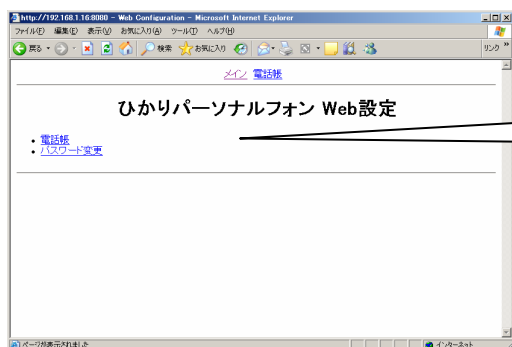 http://192.168.1.16:8080 - Web Configuration - Microsoft Internet Explorer
ファイル(F) 編集(E) 表示(V) お気に入り(A) ツール(T) ヘルプ(H)
戻る 検索 お気に入り リンク »
メイン 電話帳
ひかりパーソナルフォン Web設定
• 電話帳
• パスワード変更
ページが表示されました インターネット